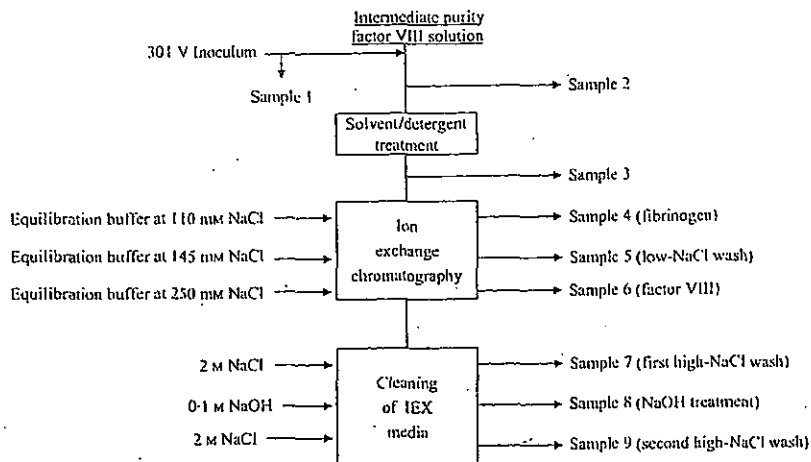 Intermediate purity
factor VIII solution
301 V Inoculum
Sample 1
Sample 2
Solvent/detergent
treatment
Sample 3
Equilibration buffer at 110 mM NaCl
Equilibration buffer at 145 mM NaCl
Equilibration buffer at 250 mM NaCl
Ion
exchange
chromatography
Sample 4 (fibrinogen)
Sample 5 (low-NaCl wash)
Sample 6 (factor VIII)
2 M NaCl
0·1 M NaOH
2 M NaCl
Cleaning
of IEX
media
Sample 7 (first high-NaCl wash)
Sample 8 (NaOH treatment)
Sample 9 (second high-NaCl wash)